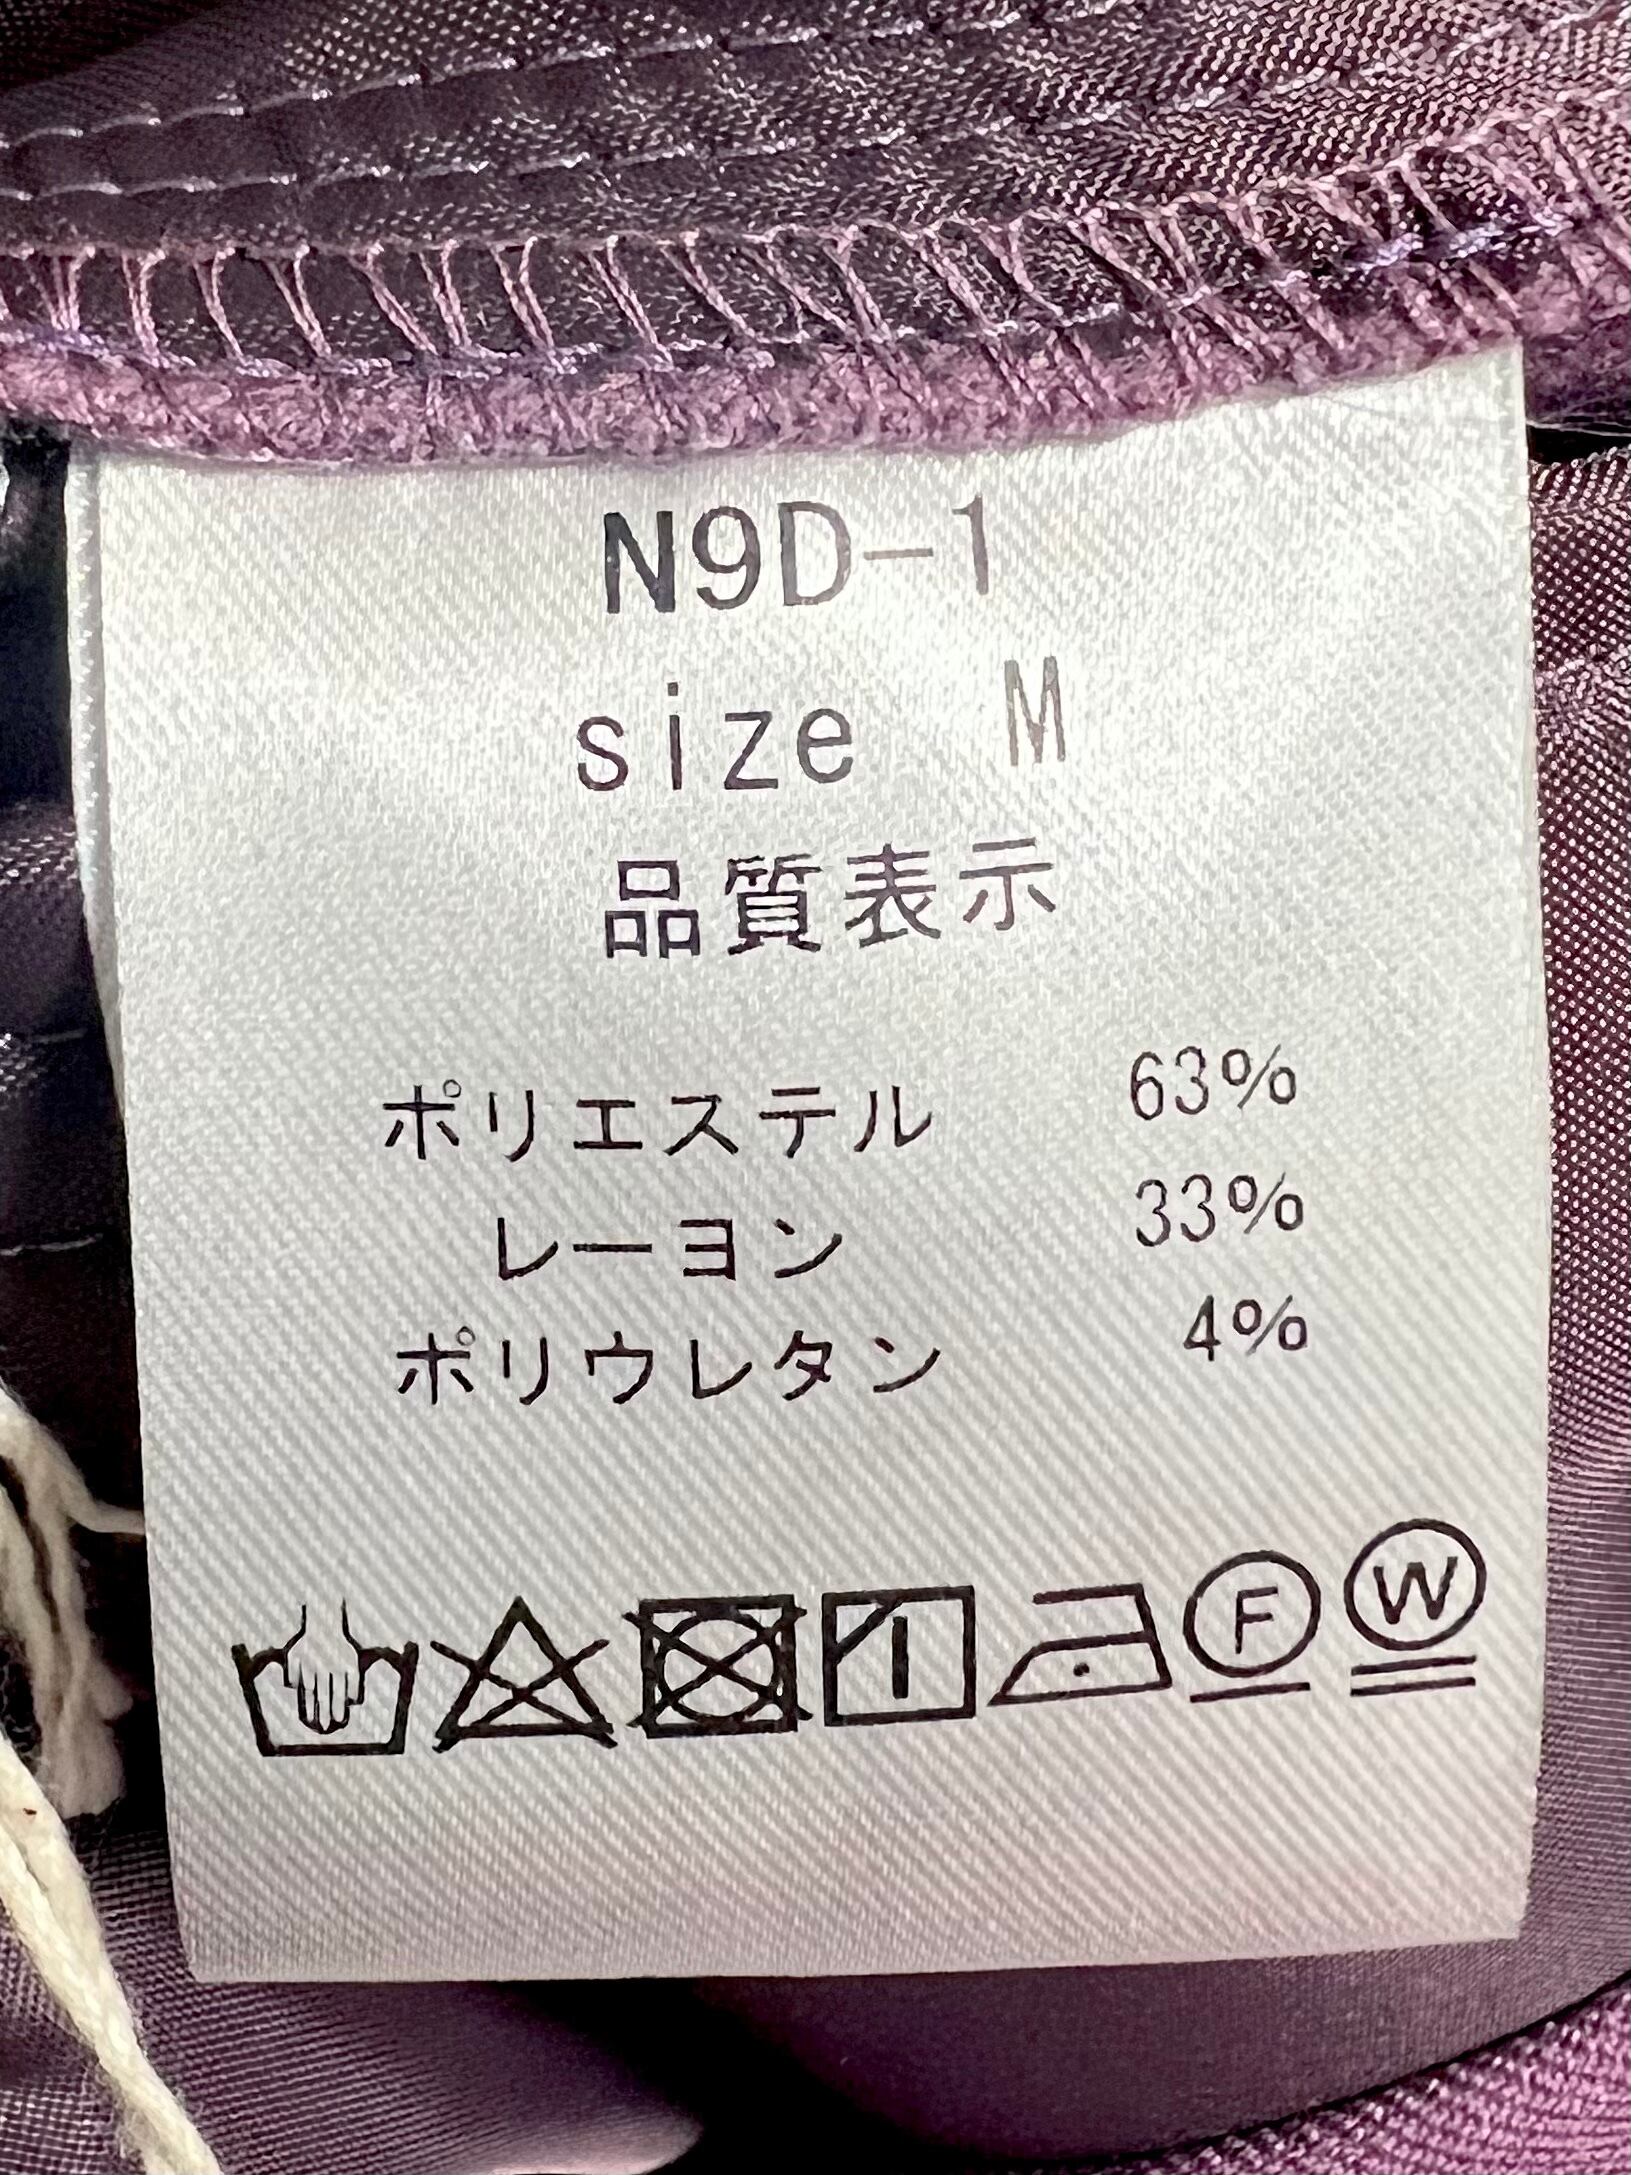 N9D-1
size M
品質表示
ポリエステル 63%
レーヨン 33%
ポリウレタン 4%
F W